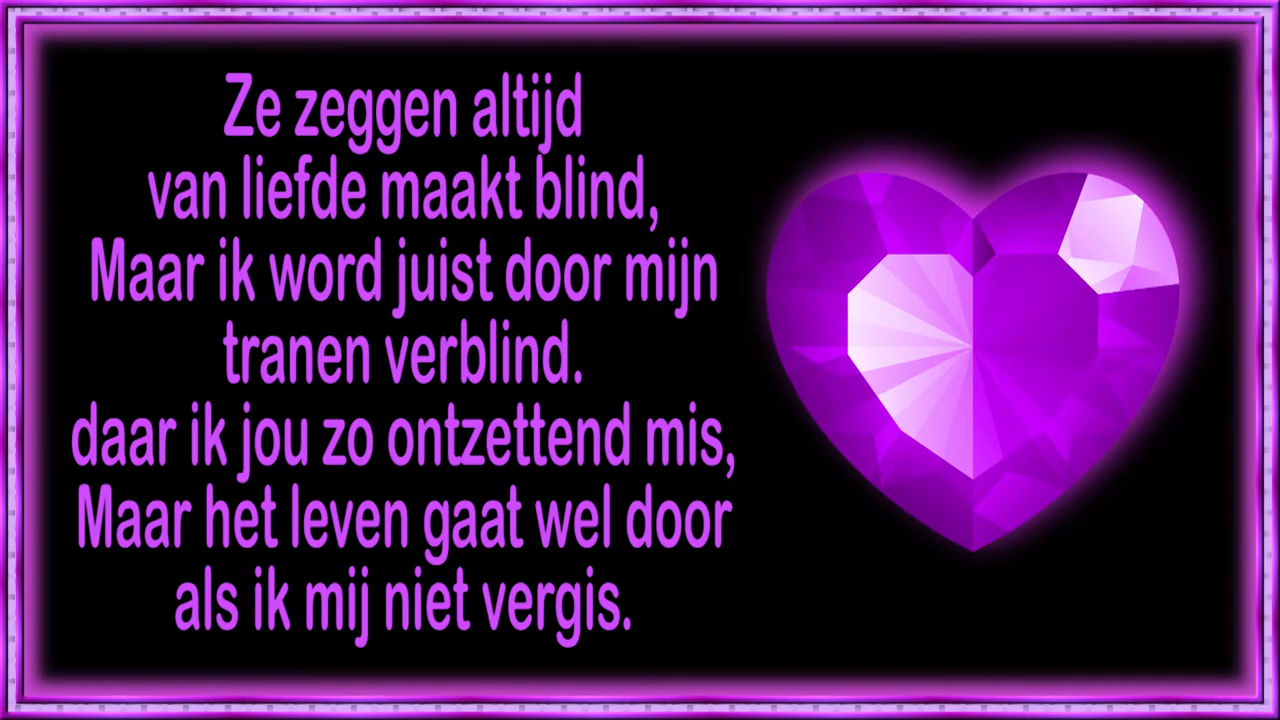 Ze zeggen altijd
van liefde maakt blind,
Maar ik word juist door mijn
tranen verblind.
daar ik jou zo ontzettend mis,
Maar het leven gaat wel door
als ik mij niet vergis.